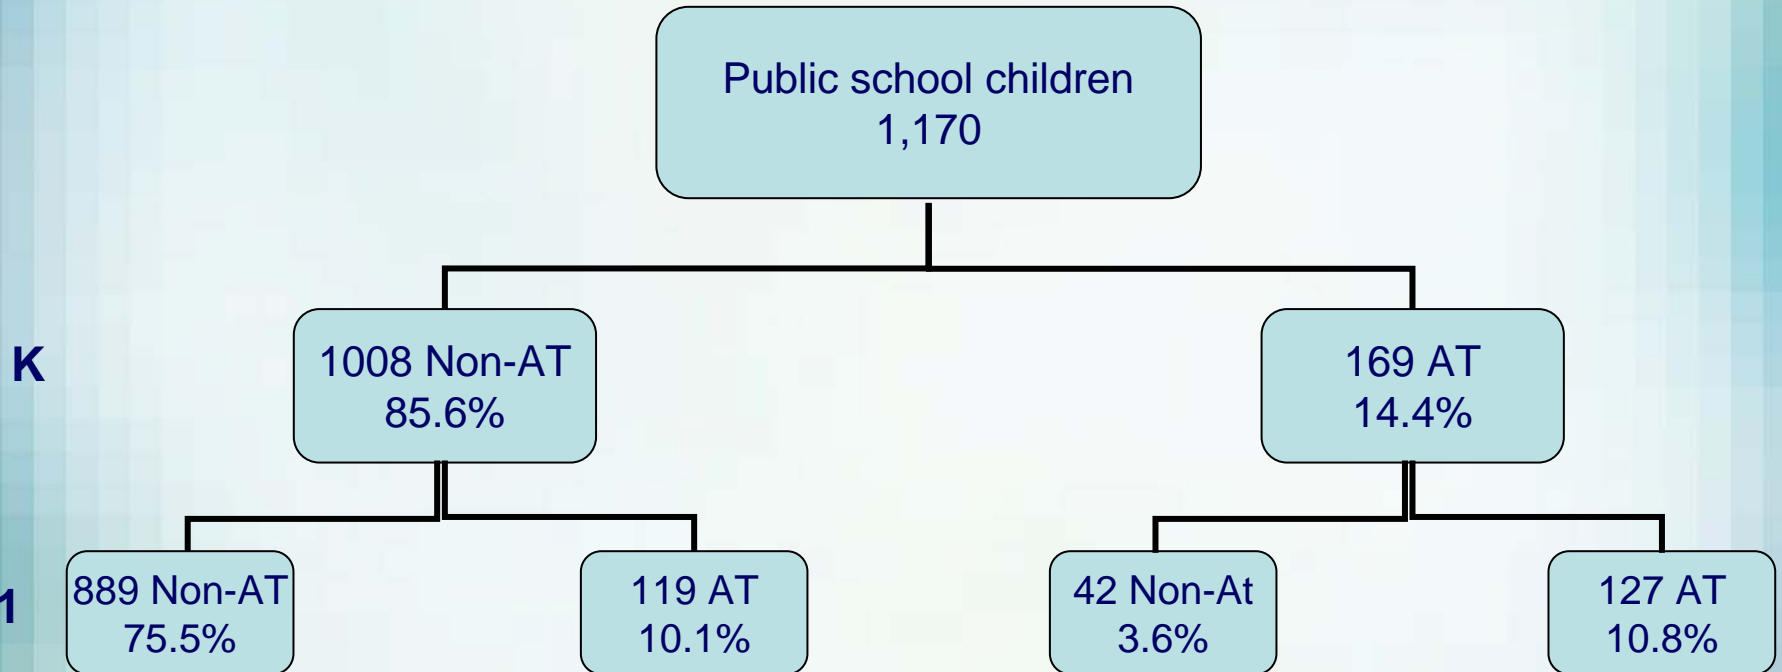 Public school children
1,170
K
1008 Non-AT
85.6%
169 AT
14.4%
1
889 Non-AT
75.5%
119 AT
10.1%
42 Non-At
3.6%
127 AT
10.8%